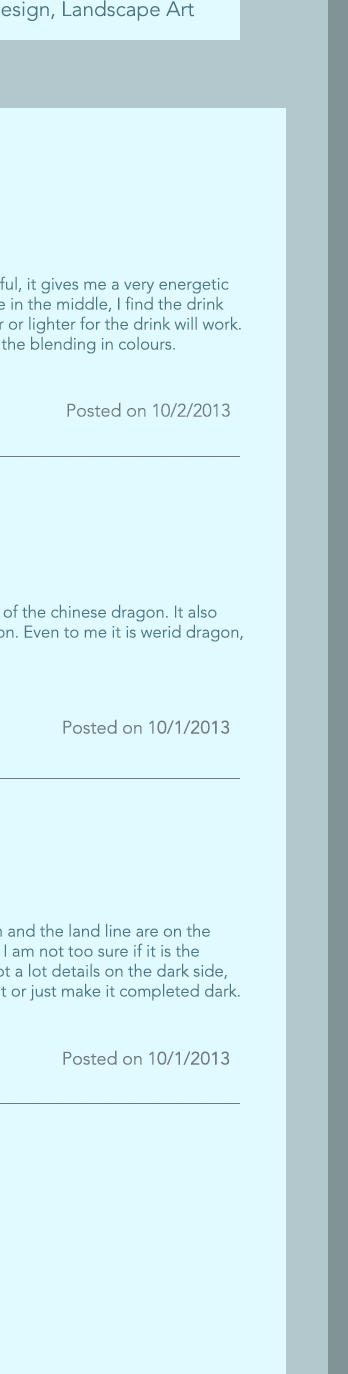 esign, Landscape Art
ful, it gives me a very energetic
e in the middle, I find the drink
r or lighter for the drink will work.
the blending in colours.
Posted on 10/2/2013
of the chinese dragon. It also
on. Even to me it is werid dragon,
Posted on 10/1/2013
n and the land line are on the
I am not too sure if it is the
ot a lot details on the dark side,
t or just make it completed dark.
Posted on 10/1/2013